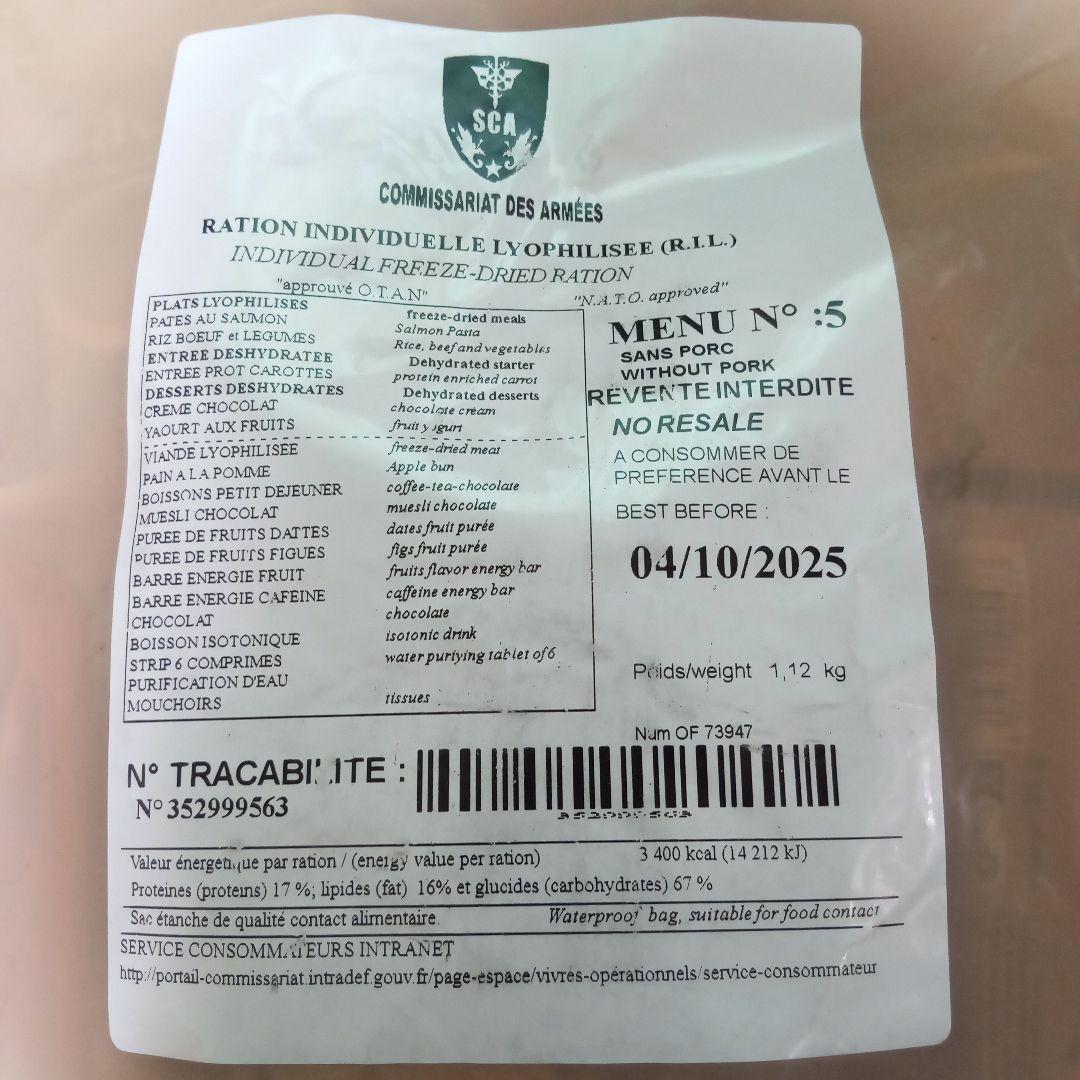 SCA
COMMISSARIAT DES ARMÉES
RATION INDIVIDUELLE LYOPHILISEE (R.I.L.)
INDIVIDUAL FREEZE-DRIED RATION
"approuvé O.T.A.N" "N.A.T.O. approved"
PLATS LYOPHILISES freeze-dried meals
PATES AU SAUMON Salmon Pasta
RIZ BOEUF et LEGUMES Rice, beef and vegetables
ENTREE DESHYDRATEE Dehydrated starter
ENTREE PROT CAROTTES protein enriched carrot
DESSERTS DESHYDRATES Dehydrated desserts
CREME CHOCOLAT chocolate cream
YAOURT AUX FRUITS fruit
VIANDE LYOPHILISEE freeze-dried meat
PAIN A LA POMME Apple bun
BOISSONS PETIT DEJEUNER coffee-tea-chocolate
MUESLI CHOCOLAT muesli chocolate
PUREE DE FRUITS DATTES dates fruit purée
PUREE DE FRUITS FIGUES figs fruit purée
BARRE ENERGIE FRUIT fruits flavor energy bar
BARRE ENERGIE CAFEINE caffeine energy bar
CHOCOLAT chocolate
BOISSON ISOTONIQUE isotonic drink
STRIP 6 COMPRIMES water puriying tablet of 6
PURIFICATION D'EAU
MOUCHOIRS tissues
MENU N° :5
SANS PORC
WITHOUT PORK
REVENTE INTERDITE
NO RESALE
A CONSOMMER DE
PREFERENCE AVANT LE
BEST BEFORE :
04/10/2025
Poids/weight 1,12 kg
Num OF 73947
N° TRACABILITE :
N° 352999563
Valeur énergetique par ration / (energy value per ration) 3 400 kcal (14 212 kJ)
Proteines (proteins) 17 %; lipides (fat) 16% et glucides (carbohydrates) 67 %
Sac étanche de qualité contact alimentaire. Waterproof bag, suitable for food contact
SERVICE CONSOMMATEURS INTRANET
http://portail-commissariat.intradef.gouv.fr/page-espace/vivres-opérationnels/service-consommateur